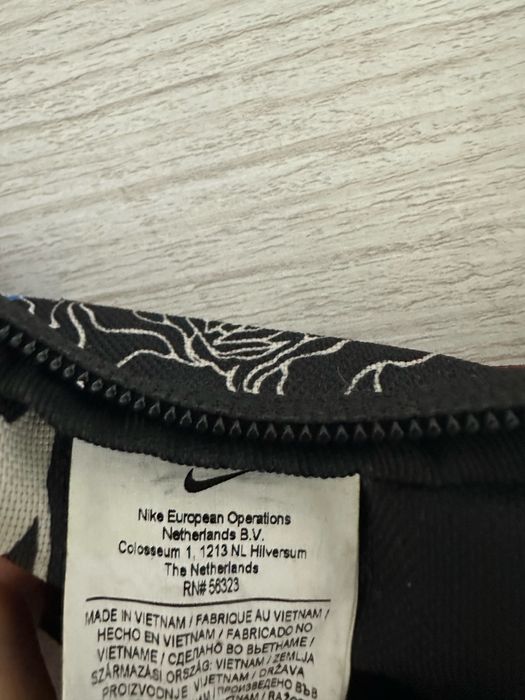 Nike European Operations
Netherlands B.V.
Colosseum 1, 1213 NL Hilversum
The Netherlands
RN# 56323
MADE IN VIETNAM / FABRIQUE AU VIETNAM /
HECHO EN VIETNAM / FABRICADO NO
VIETNAME / СДЕЛАНО ВО ВЬЕТНАМЕ /
SZÁRMAZÁSI ORSZÁG: VIETNAM / ZEMLJA
PROIZVODNJE VIJETNAM / DRŽAVA
ПРОИЗВЕДЕНО ВЪВ